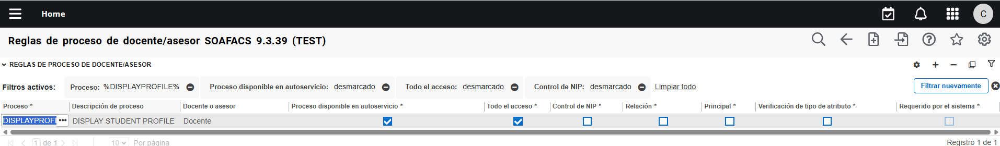 Home
C
Reglas de proceso de docente/asesor SOAFACS 9.3.39 (TEST)
REGLAS DE PROCESO DE DOCENTE/ASESOR
Filtros activos: Proceso: %DISPLAYPROFILE% Proceso disponible en autoservicio: desmarcado Todo el acceso: desmarcado Control de NIP: desmarcado Limpiar todo Filtrar nuevamente
Proceso * Descripción de proceso Docente o asesor Proceso disponible en autoservicio * Todo el acceso * Control de NIP * Relación * Principal * Verificación de tipo de atributo * Requerido por el sistema *
DISPLAYPROFI ••• DISPLAY STUDENT PROFILE Docente
1 de 1 10 Por página Registro 1 de 1